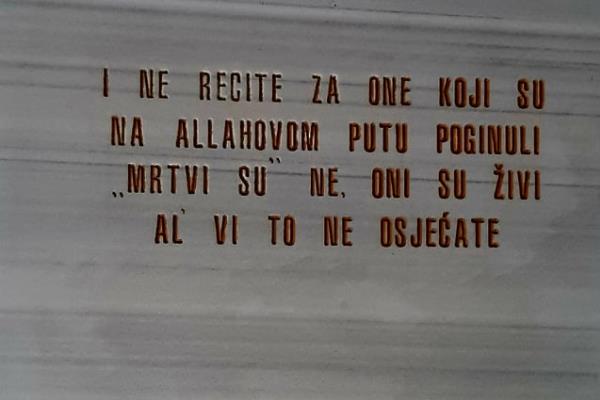 I NE RECITE ZA ONE KOJI SU
NA ALLAHOVOM PUTU POGINULI
„MRTVI SU" NE, ONI SU ŽIVI
AL' VI TO NE OSJEĆATE